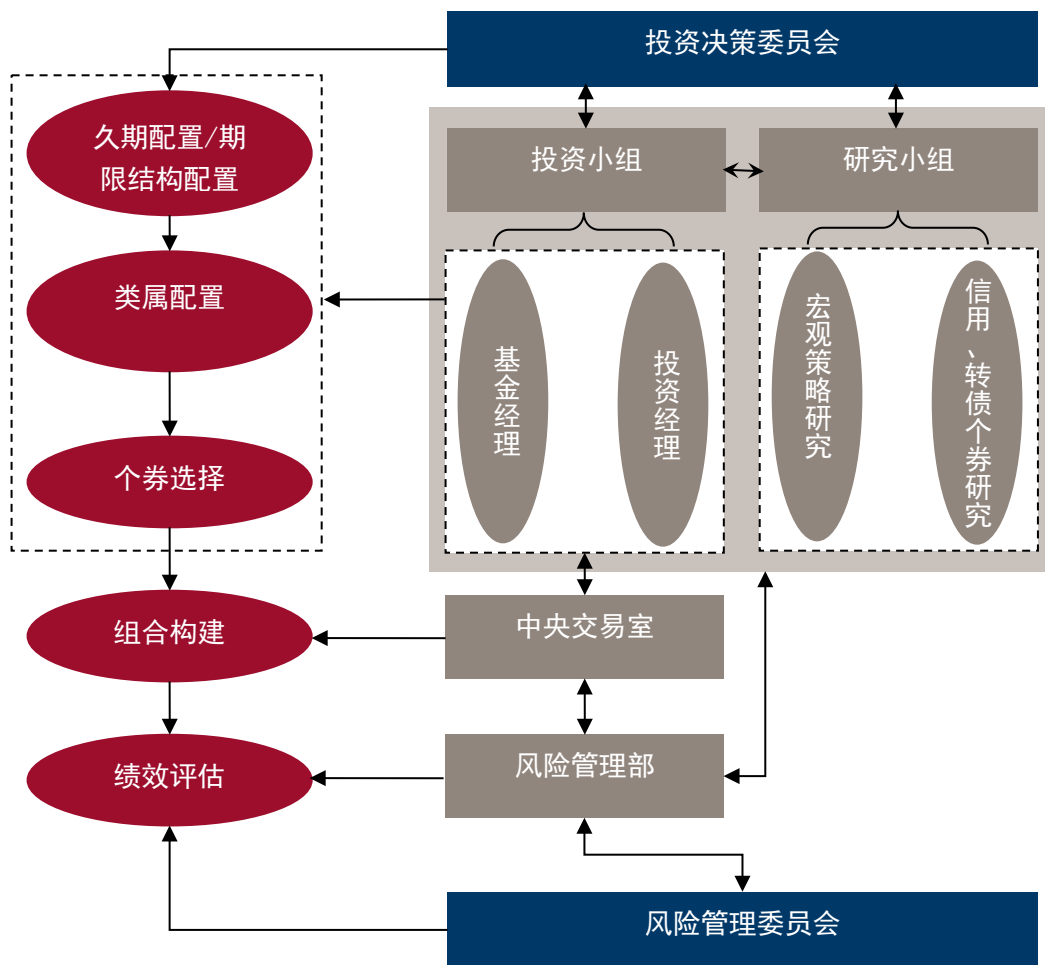 投资决策委员会
久期配置/期
限结构配置
投资小组
研究小组
类属配置
基金经理
投资经理
宏观策略研究
信用、转债个券研究
个券选择
组合构建
中央交易室
绩效评估
风险管理部
风险管理委员会